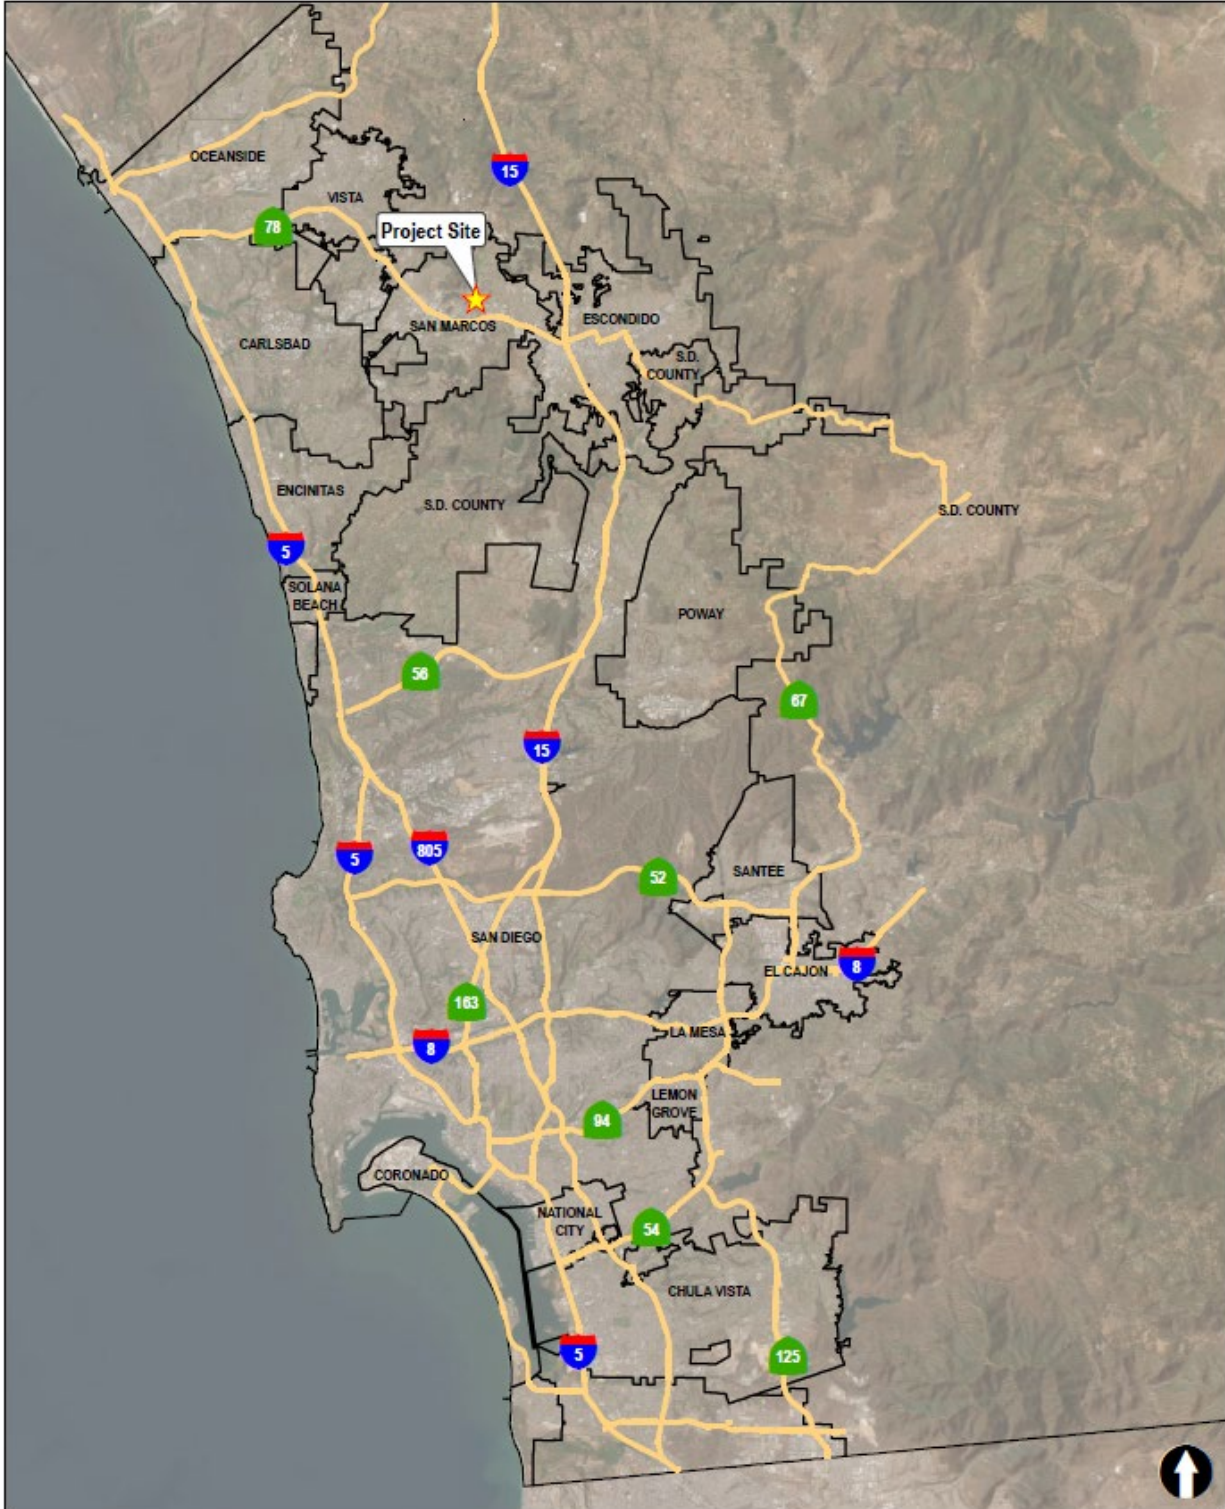 OCEANSIDE
15
VISTA
78
Project Site
ESCONDIDO
SAN MARCOS
CARLSBAD
S.D.
COUNTY
ENCINITAS
S.D. COUNTY
S.D. COUNTY
5
SOLANA
BEACH
POWAY
56
67
15
5
805
SANTEE
52
SAN DIEGO
EL CAJON
8
163
LA MESA
8
LEMON
GROVE
94
CORONADO
NATIONAL
CITY
54
CHULA VISTA
5
125